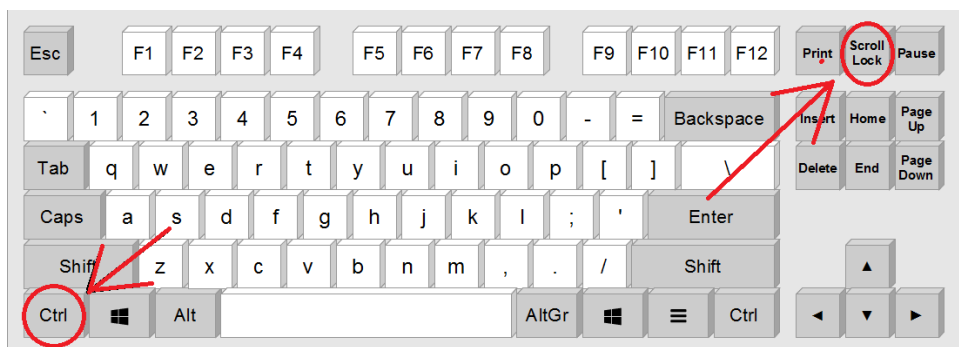 Esc F1 F2 F3 F4 F5 F6 F7 F8 F9 F10 F11 F12 Print Scroll Lock Pause
` 1 2 3 4 5 6 7 8 9 0 - = Backspace Insert Home Page Up
Tab q w e r t y u i o p [ ] \ Delete End Page Down
Caps a s d f g h j k l ; ' Enter
Shift z x c v b n m , . / Shift ▲
Ctrl Alt AltGr ☰ Ctrl ◄ ▼ ►